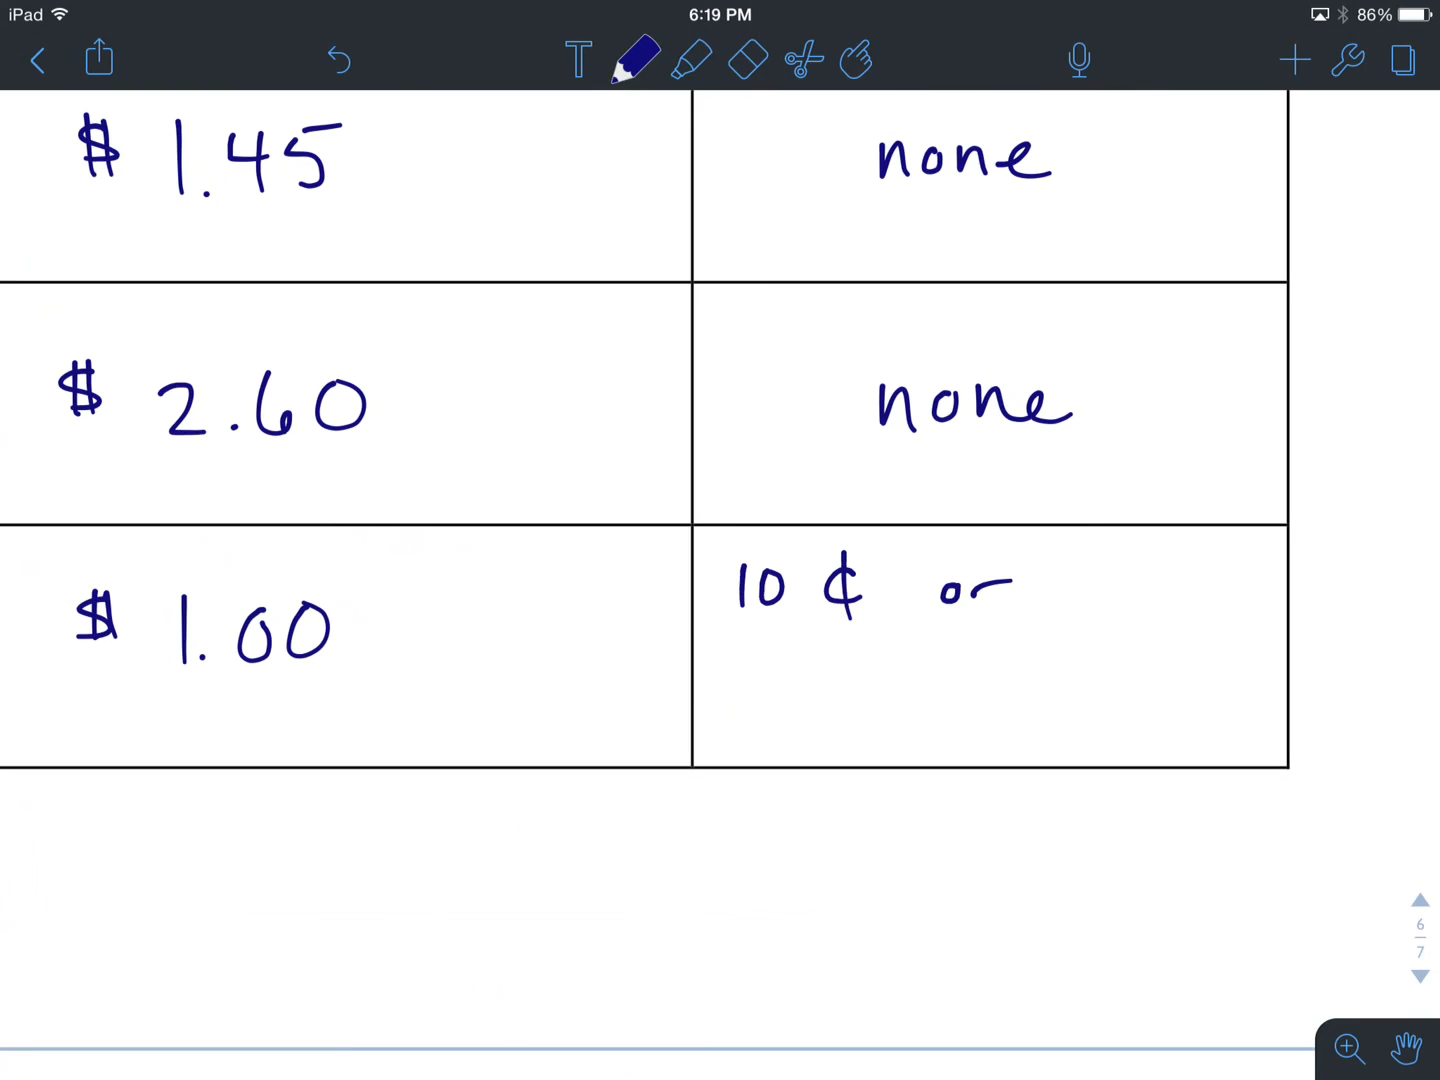 iPad 6:19 PM 86%
$ 1.45 none
$ 2.60 none
10 ¢ or
$ 1.00
6
7